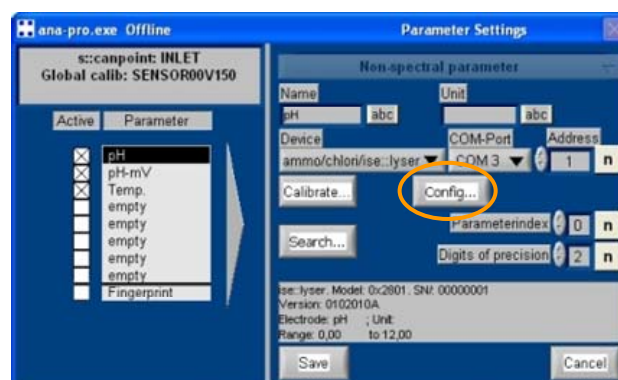 ana-pro.exe Offline
Parameter Settings
s::canpoint: INLET
Global calib: SENSOR00V150
Active Parameter
pH
pH-mV
Temp.
empty
empty
empty
empty
empty
Fingerprint
Non-spectral parameter
Name Unit
pH abc abc
Device COM-Port Address
ammo/chlori/ise::lyser COM 3 1 n
Calibrate... Config...
Parameterindex 0 n
Search...
Digits of precision 2 n
ise::lyser. Model: 0x2801. SN#: 00000001
Version: 0102010A
Electrode: pH ; Unit:
Range: 0,00 to 12,00
Save Cancel